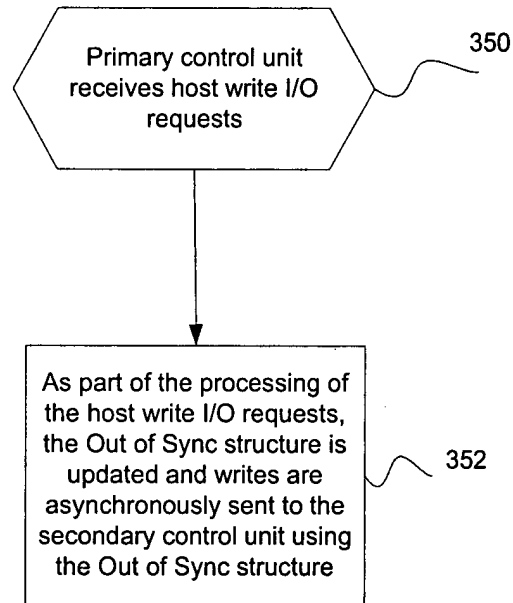 Primary control unit
receives host write I/O
requests
350
As part of the processing of
the host write I/O requests,
the Out of Sync structure is
updated and writes are
asynchronously sent to the
secondary control unit using
the Out of Sync structure
352